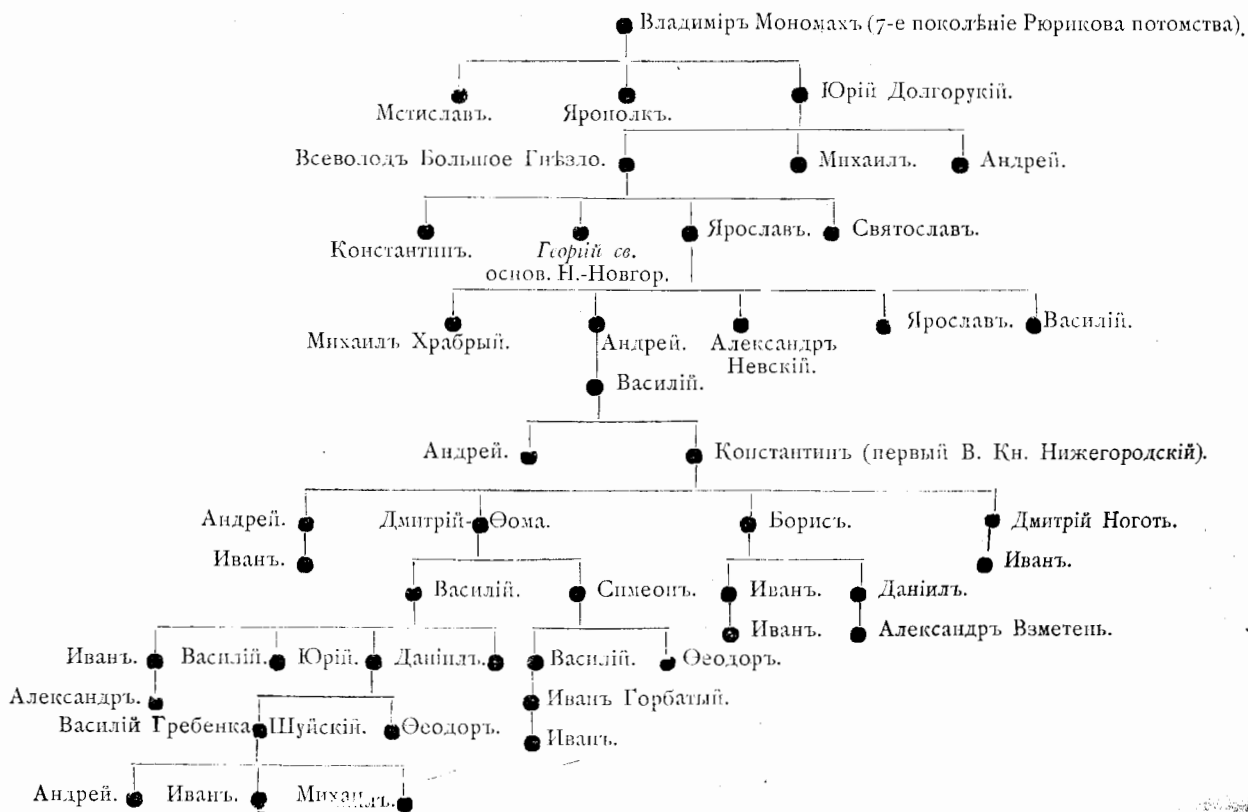 Владиміръ Мономахъ (7-е поколѣніе Рюрикова потомства).
Юрій Долгорукій.
Мстиславъ. Ярополкъ.
Всеволодъ Большое Гнѣздо. Михаилъ. Андрей.
Ярославъ. Святославъ.
Константинъ. Георгій св.
основ. Н.-Новгор.
Ярославъ. Василій.
Михаилъ Храбрый. Андрей. Александръ
Невскій.
Василій.
Андрей. Константинъ (первый В. Кн. Нижегородскій).
Андрей. Дмитрій-Ѳома. Борисъ. Дмитрій Ноготь.
Иванъ. Иванъ.
Василій. Симеонъ. Иванъ. Даніилъ.
Иванъ. Александръ Взметень.
Иванъ. Василій. Юрій. Даніилъ. Василій. Ѳеодоръ.
Александръ. Иванъ Горбатый.
Василій Гребенка Шуйскій. Ѳеодоръ.
Иванъ.
Андрей. Иванъ. Михаилъ.